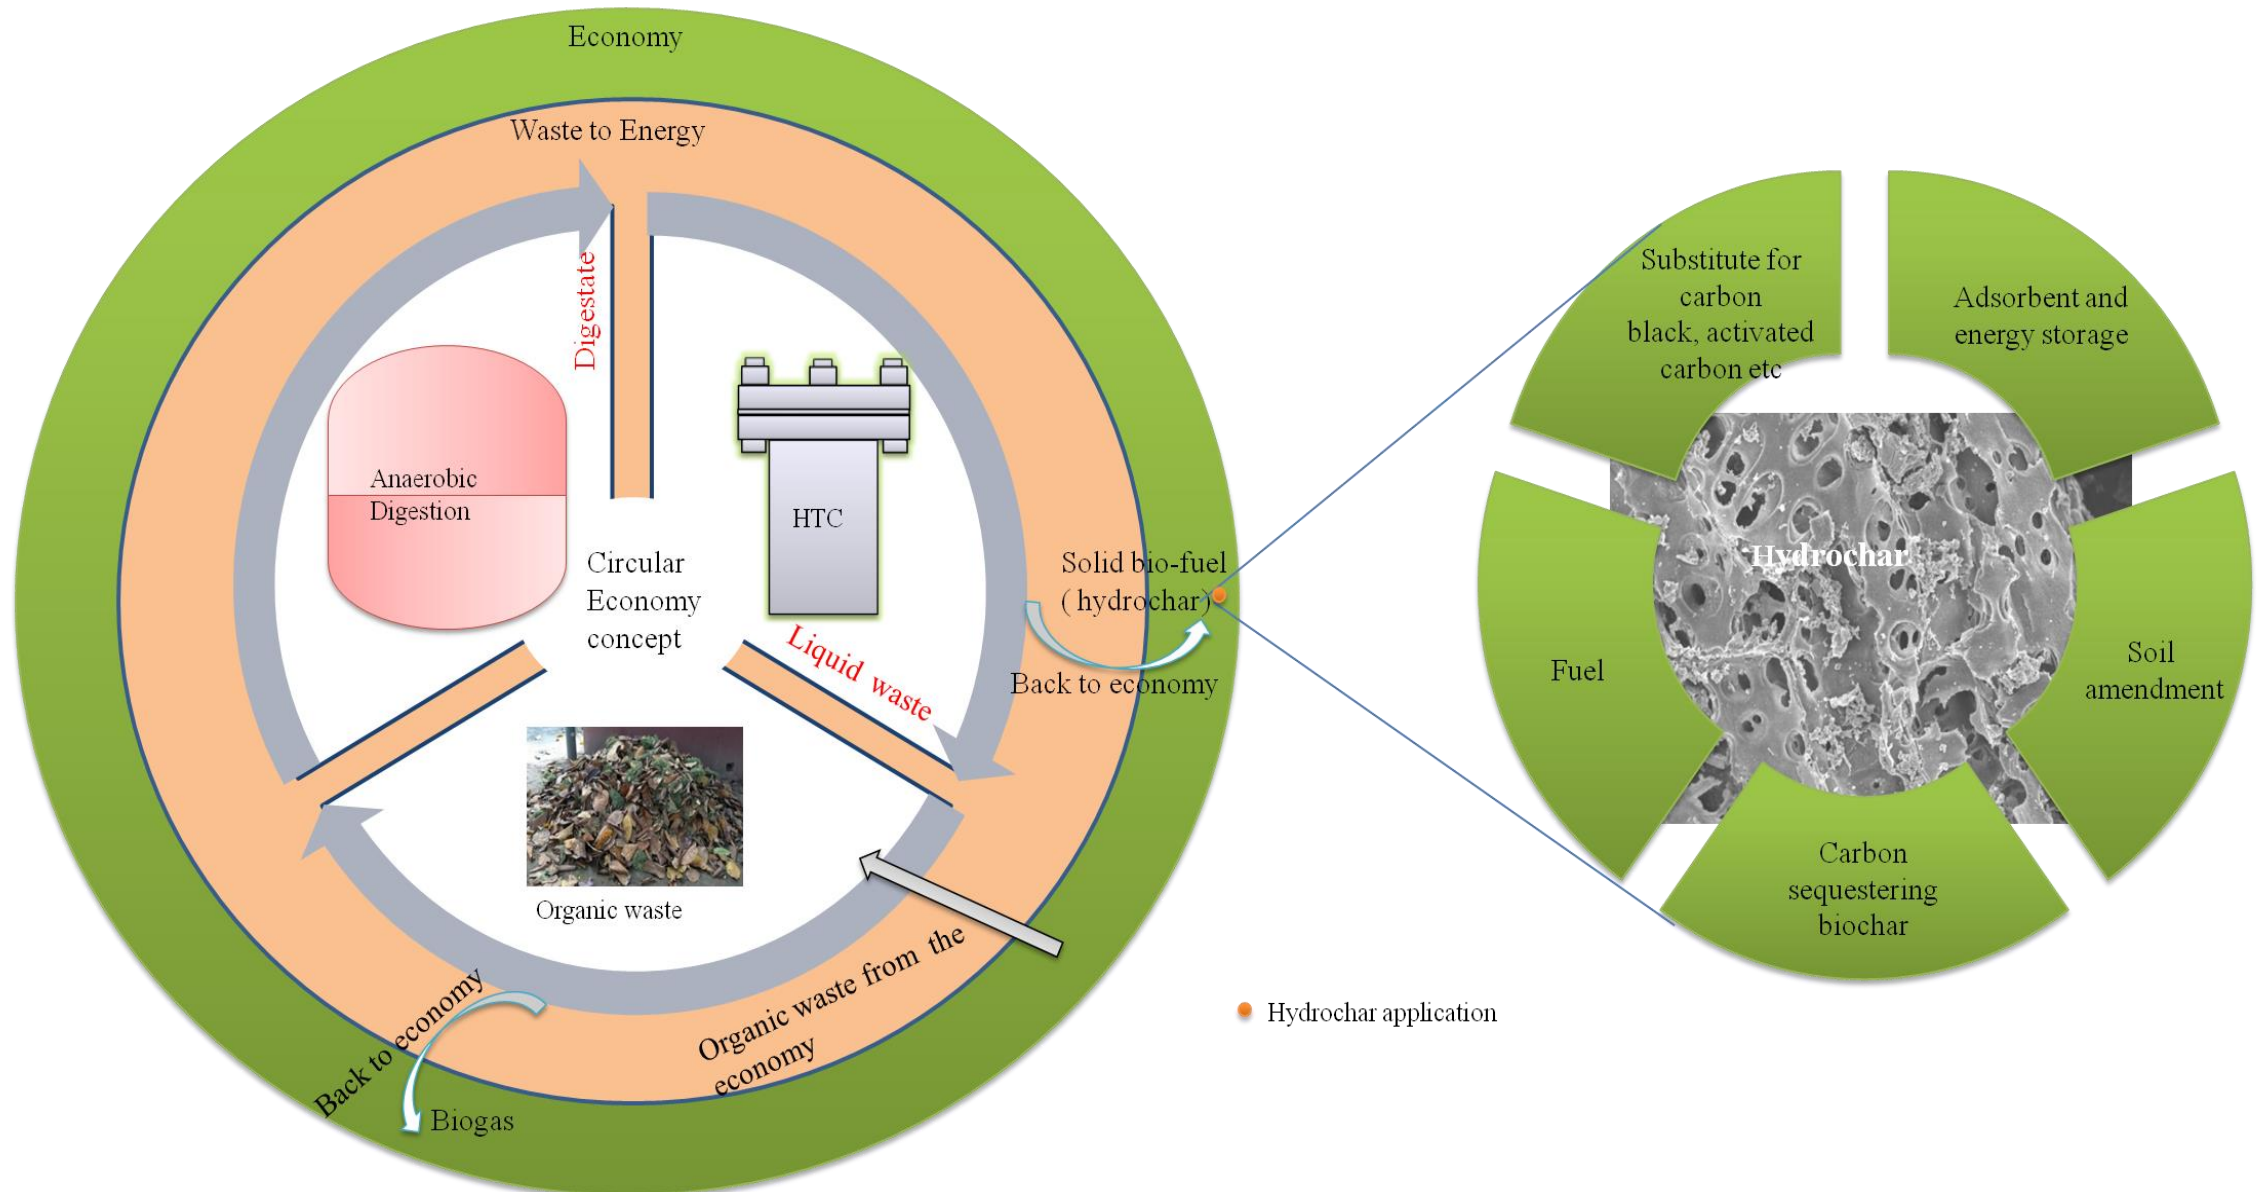 Economy
Waste to Energy
Digestate
Anaerobic
Digestion
HTC
Circular
Economy
concept
Liquid waste
Solid bio-fuel
( hydrochar)
Back to economy
Organic waste
Organic waste from the
economy
Back to economy
Biogas
Substitute for
carbon
black, activated
carbon etc
Adsorbent and
energy storage
Hydrochar
Fuel
Soil
amendment
Carbon
sequestering
biochar
Hydrochar application